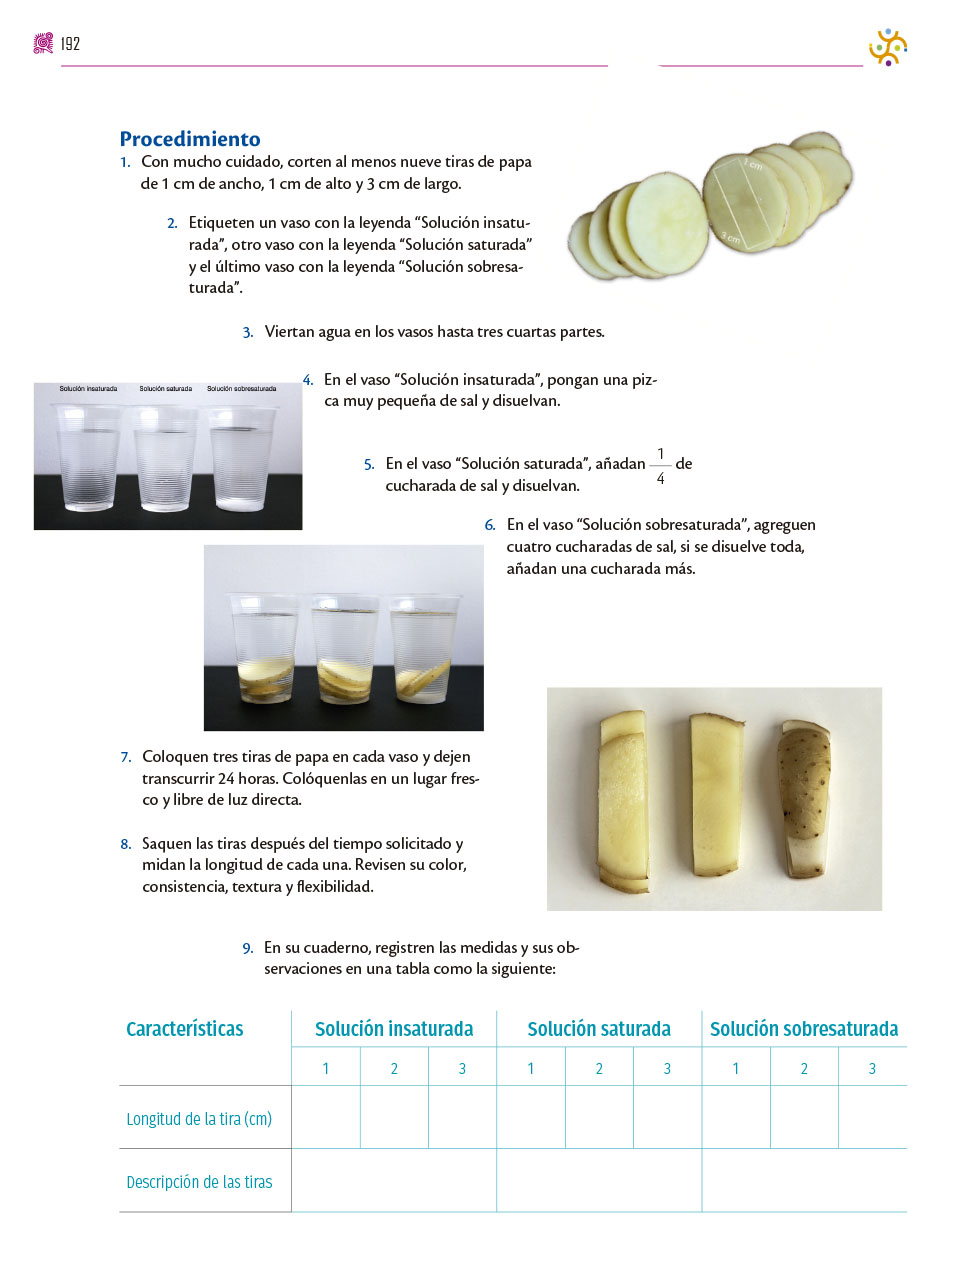 192
Procedimiento
1. Con mucho cuidado, corten al menos nueve tiras de papa
de 1 cm de ancho, 1 cm de alto y 3 cm de largo.
1 cm
3 cm
2. Etiqueten un vaso con la leyenda “Solución insatu-
rada”, otro vaso con la leyenda “Solución saturada”
y el último vaso con la leyenda “Solución sobresa-
turada”.
3. Viertan agua en los vasos hasta tres cuartas partes.
Solución insaturada Solución saturada Solución sobresaturada
4. En el vaso “Solución insaturada”, pongan una piz-
ca muy pequeña de sal y disuelvan.
5. En el vaso “Solución saturada”, añadan 1/4 de
cucharada de sal y disuelvan.
6. En el vaso “Solución sobresaturada”, agreguen
cuatro cucharadas de sal, si se disuelve toda,
añadan una cucharada más.
7. Coloquen tres tiras de papa en cada vaso y dejen
transcurrir 24 horas. Colóquenlas en un lugar fres-
co y libre de luz directa.
8. Saquen las tiras después del tiempo solicitado y
midan la longitud de cada una. Revisen su color,
consistencia, textura y flexibilidad.
9. En su cuaderno, registren las medidas y sus ob-
servaciones en una tabla como la siguiente:
Características Solución insaturada Solución saturada Solución sobresaturada
1 2 3 1 2 3 1 2 3
Longitud de la tira (cm)
Descripción de las tiras